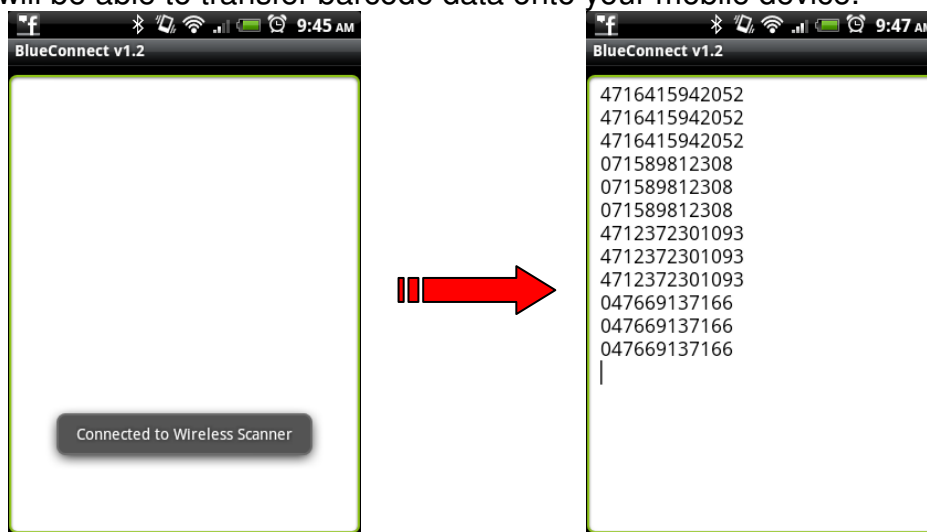 will be able to transfer barcode data onto your mobile device.
9:45 AM
BlueConnect v1.2
Connected to Wireless Scanner
9:47 AM
BlueConnect v1.2
4716415942052
4716415942052
4716415942052
071589812308
071589812308
071589812308
4712372301093
4712372301093
4712372301093
047669137166
047669137166
047669137166